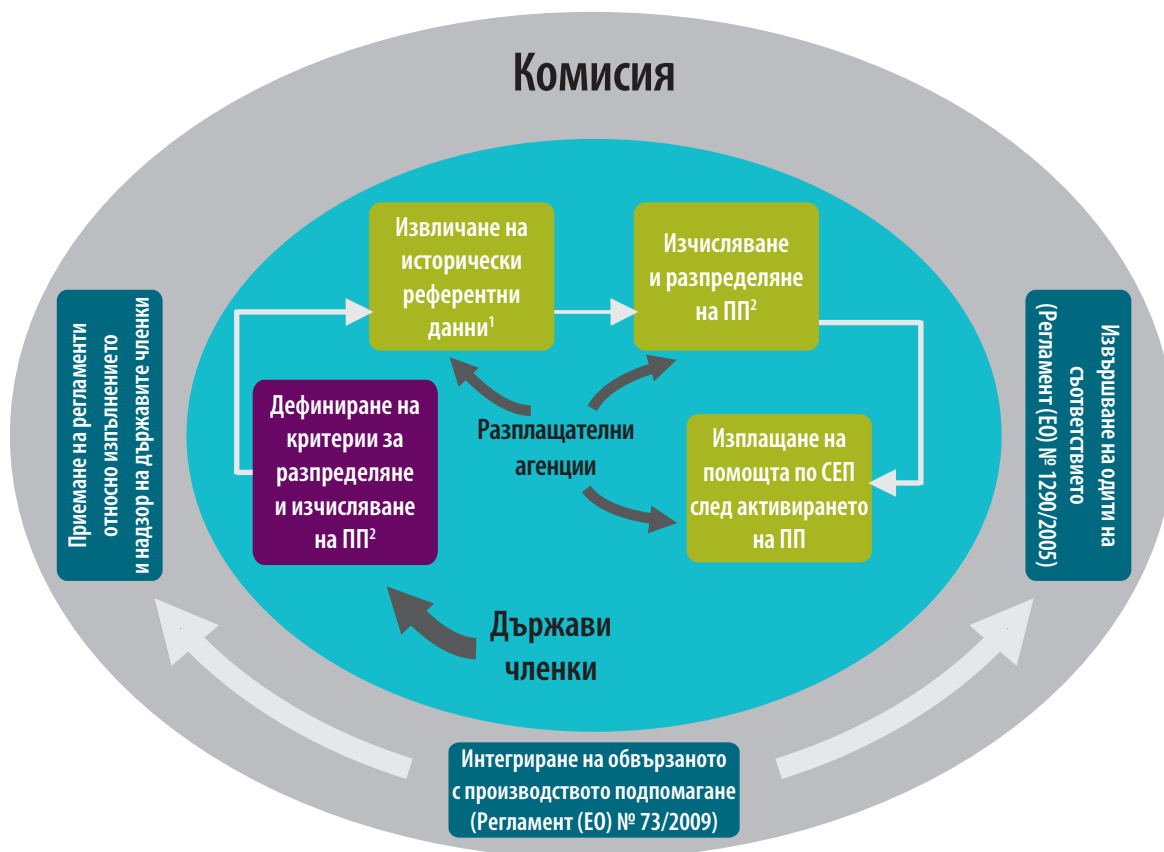 Комисия
Извличане на
исторически
референтни
данни¹
Изчисляване
и разпределяне
на ПП²
Приемане на регламенти
относно изпълнението
и надзор на държавите членки
Извършване на одити на
съответствието
(Регламент (ЕО) № 1290/2005)
Дефиниране на
критерии за
разпределяне
и изчисляване
на ПП²
Разплащателни
агенции
Изплащане на
помощта по СЕП
след активирането
на ПП
Държави
членки
Интегриране на обвързаното
с производството подпомагане
(Регламент (ЕО) № 73/2009)